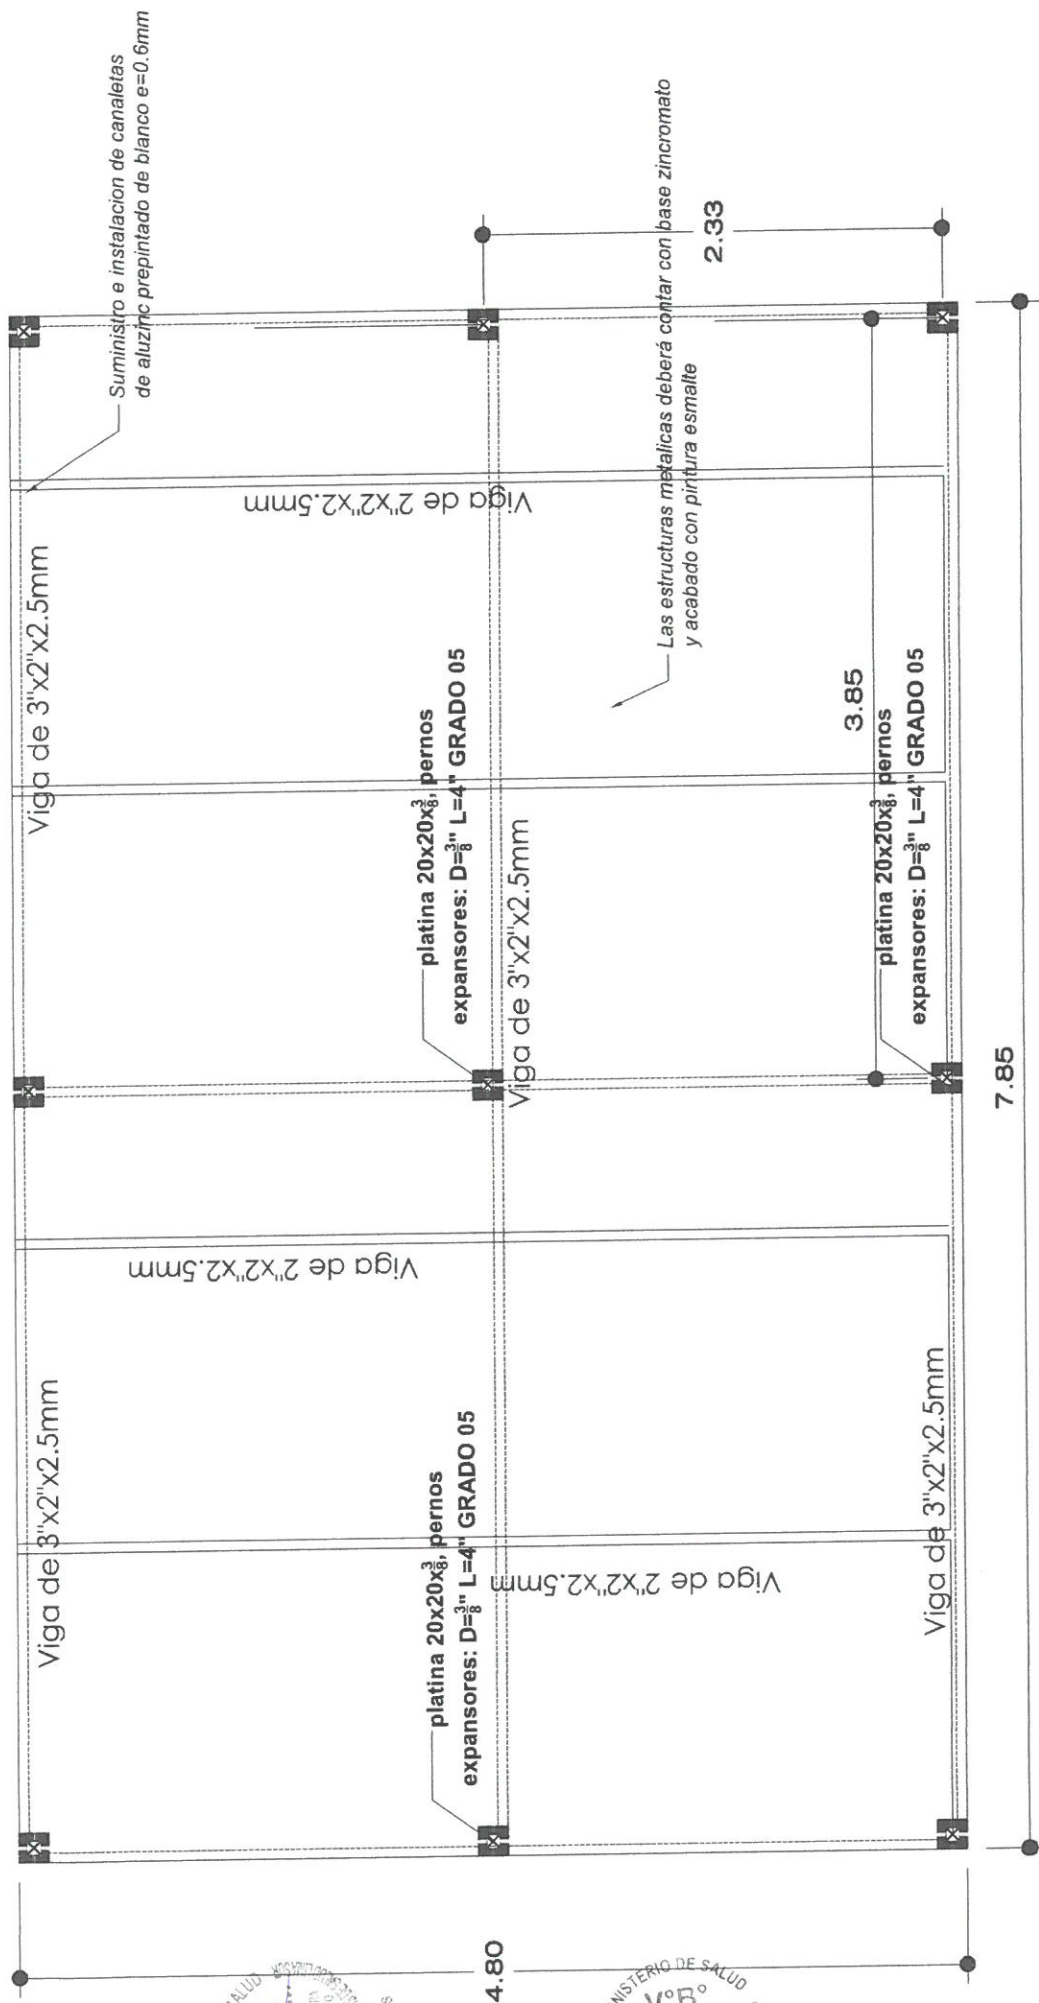 Suministro e instalacion de canaletas
de aluzinc prepintado de blanco e=0.6mm
Viga de 3"x2"x2.5mm
Viga de 3"x2"x2.5mm
Viga de 2"x2"x2.5mm
Viga de 2"x2"x2.5mm
platina 20x20x3/8, pernos
expansores: D=3/8" L=4" GRADO 05
platina 20x20x3/8, pernos
expansores: D=3/8" L=4" GRADO 05
Viga de 3"x2"x2.5mm
Viga de 2"x2"x2.5mm
Las estructuras metalicas deberá contar con base zincromato
y acabado con pintura esmalte
2.33
3.85
platina 20x20x3/8, pernos
expansores: D=3/8" L=4" GRADO 05
Viga de 3"x2"x2.5mm
7.85
4.80
SALUD
NISTERIO DE SALUD
V°B°